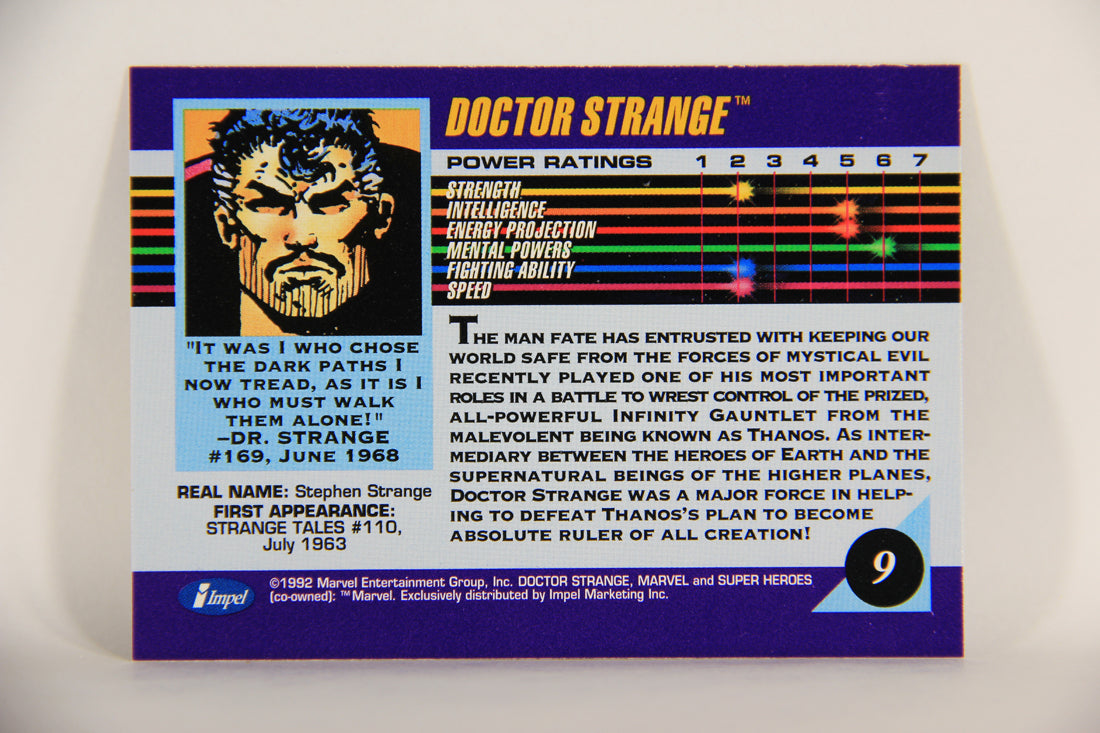 DOCTOR STRANGE™
POWER RATINGS 1 2 3 4 5 6 7
STRENGTH
INTELLIGENCE
ENERGY PROJECTION
MENTAL POWERS
FIGHTING ABILITY
SPEED
"IT WAS I WHO CHOSE
THE DARK PATHS I
NOW TREAD, AS IT IS I
WHO MUST WALK
THEM ALONE!"
–DR. STRANGE
#169, JUNE 1968
REAL NAME: Stephen Strange
FIRST APPEARANCE:
STRANGE TALES #110,
July 1963
THE MAN FATE HAS ENTRUSTED WITH KEEPING OUR
WORLD SAFE FROM THE FORCES OF MYSTICAL EVIL
RECENTLY PLAYED ONE OF HIS MOST IMPORTANT
ROLES IN A BATTLE TO WREST CONTROL OF THE PRIZED,
ALL-POWERFUL INFINITY GAUNTLET FROM THE
MALEVOLENT BEING KNOWN AS THANOS. AS INTER-
MEDIARY BETWEEN THE HEROES OF EARTH AND THE
SUPERNATURAL BEINGS OF THE HIGHER PLANES,
DOCTOR STRANGE WAS A MAJOR FORCE IN HELP-
ING TO DEFEAT THANOS'S PLAN TO BECOME
ABSOLUTE RULER OF ALL CREATION!
9
Impel
©1992 Marvel Entertainment Group, Inc. DOCTOR STRANGE, MARVEL and SUPER HEROES
(co-owned): ™Marvel. Exclusively distributed by Impel Marketing Inc.